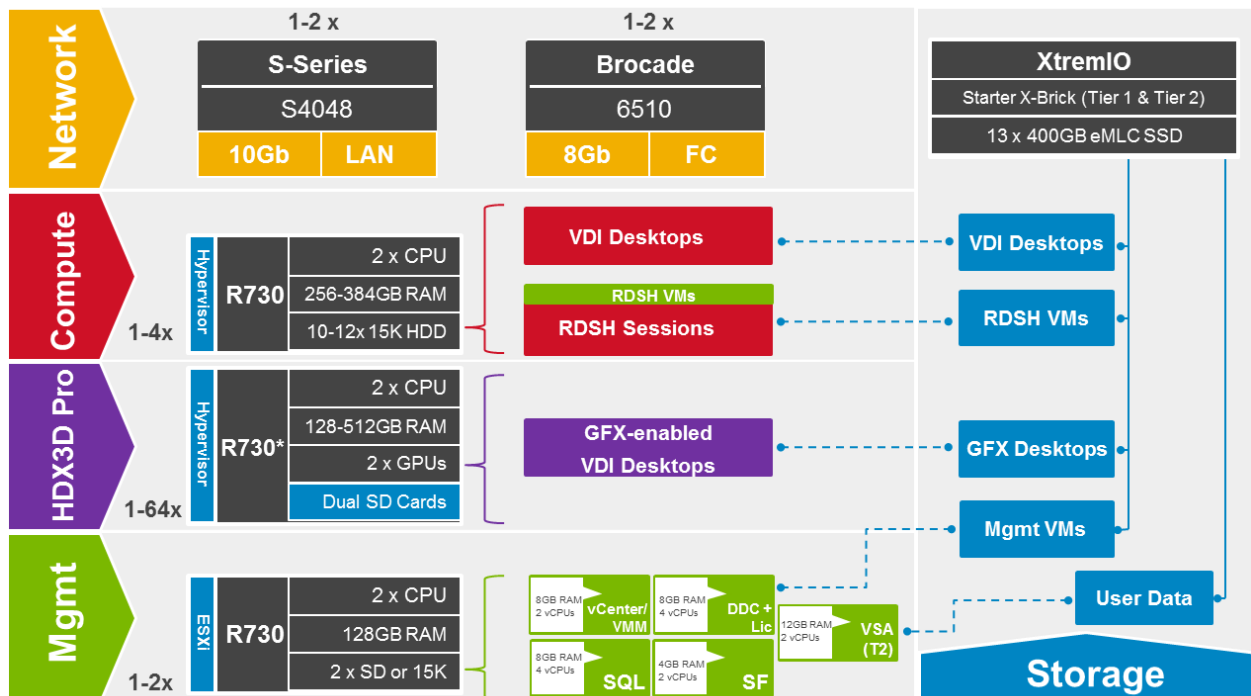 Network
1-2 x
S-Series
S4048
10Gb LAN
1-2 x
Brocade
6510
8Gb FC
XtremIO
Starter X-Brick (Tier 1 & Tier 2)
13 x 400GB eMLC SSD
Compute
1-4x
Hypervisor
R730
2 x CPU
256-384GB RAM
10-12x 15K HDD
VDI Desktops
RDSH VMs
RDSH Sessions
VDI Desktops
RDSH VMs
HDX3D Pro
1-64x
Hypervisor
R730*
2 x CPU
128-512GB RAM
2 x GPUs
Dual SD Cards
GFX-enabled
VDI Desktops
GFX Desktops
Mgmt VMs
Mgmt
1-2x
ESXi
R730
2 x CPU
128GB RAM
2 x SD or 15K
8GB RAM
2 vCPUs
vCenter/
VMM
8GB RAM
4 vCPUs
DDC +
Lic
8GB RAM
4 vCPUs
SQL
4GB RAM
2 vCPUs
SF
12GB RAM
2 vCPUs
VSA
(T2)
User Data
Storage